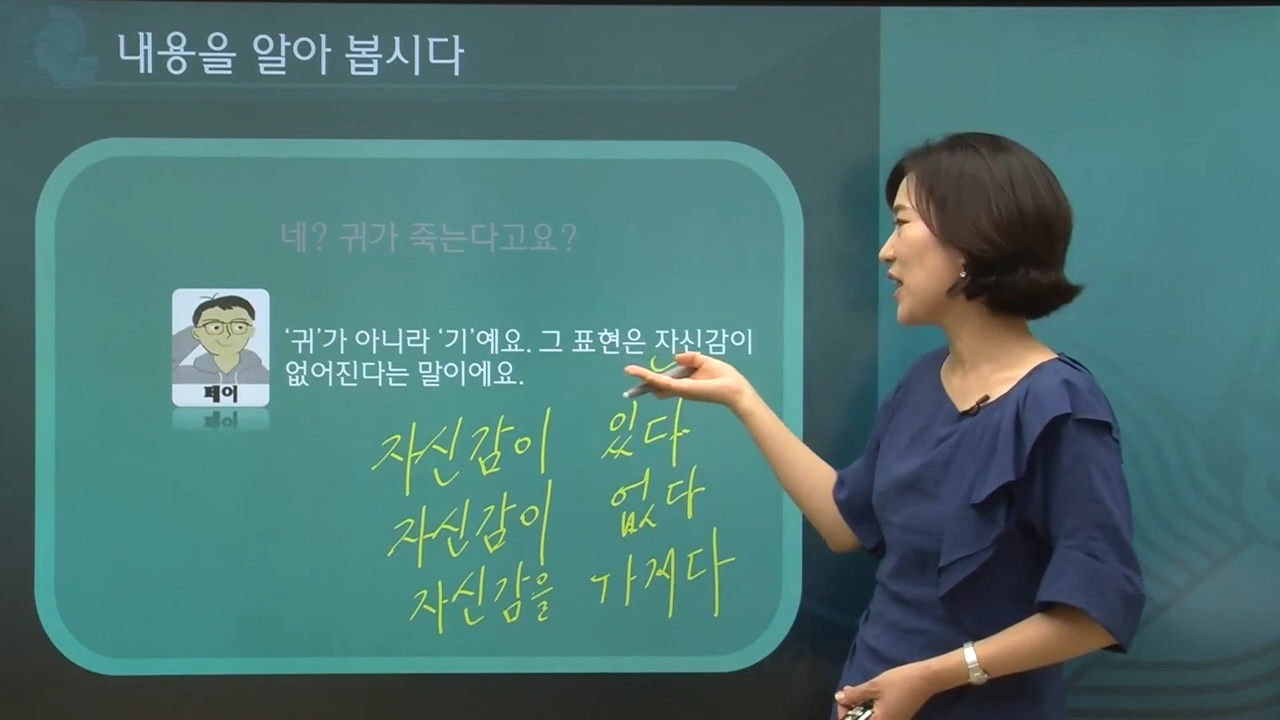 내용을 알아 봅시다
네? 귀가 죽는다고요?
‘귀’가 아니라 ‘기’예요. 그 표현은 자신감이
없어진다는 말이에요.
페이
자신감이 있다
자신감이 없다
자신감을 가지다